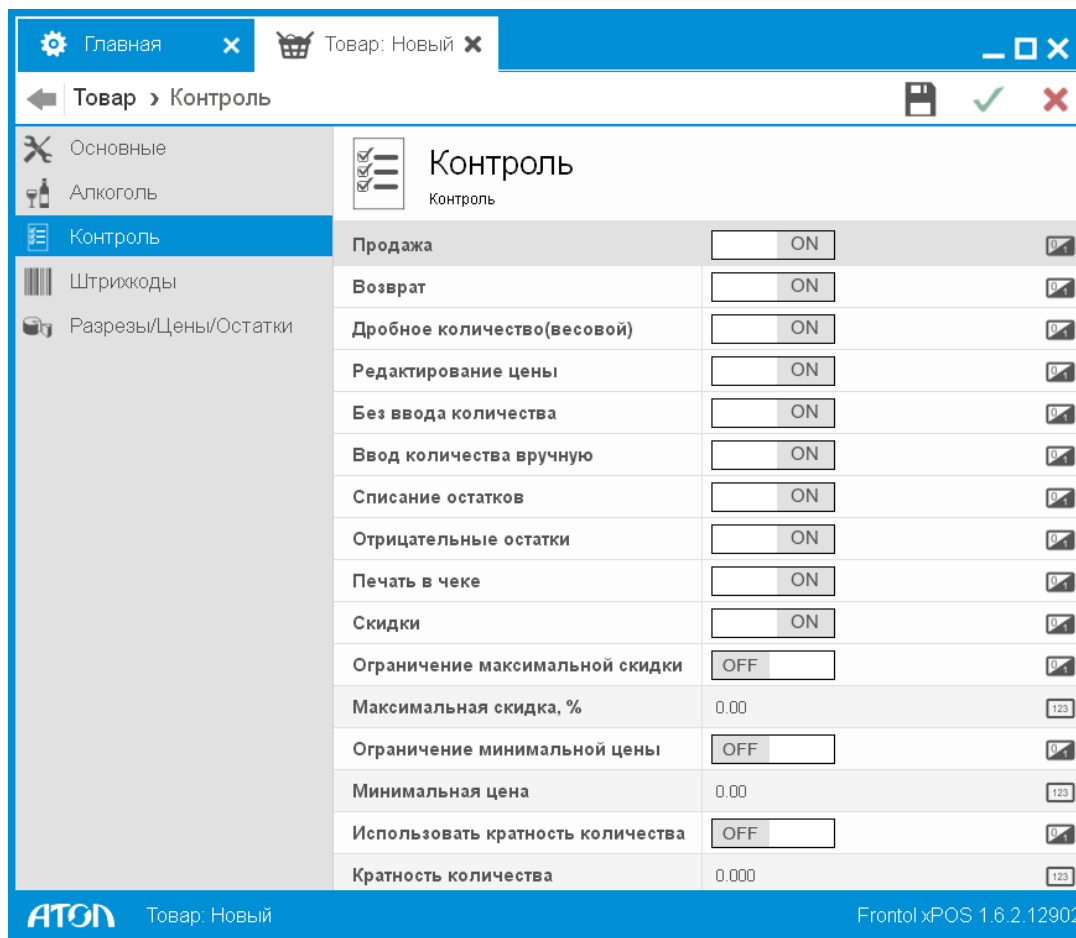 Главная
Товар: Новый
Товар › Контроль
Основные
Алкоголь
Контроль
Штрихкоды
Разрезы/Цены/Остатки
Контроль
Контроль
Продажа ON
Возврат ON
Дробное количество(весовой) ON
Редактирование цены ON
Без ввода количества ON
Ввод количества вручную ON
Списание остатков ON
Отрицательные остатки ON
Печать в чеке ON
Скидки ON
Ограничение максимальной скидки OFF
Максимальная скидка, % 0.00 123
Ограничение минимальной цены OFF
Минимальная цена 0.00 123
Использовать кратность количества OFF
Кратность количества 0.000 123
АТОЛ Товар: Новый Frontol xPOS 1.6.2.12902